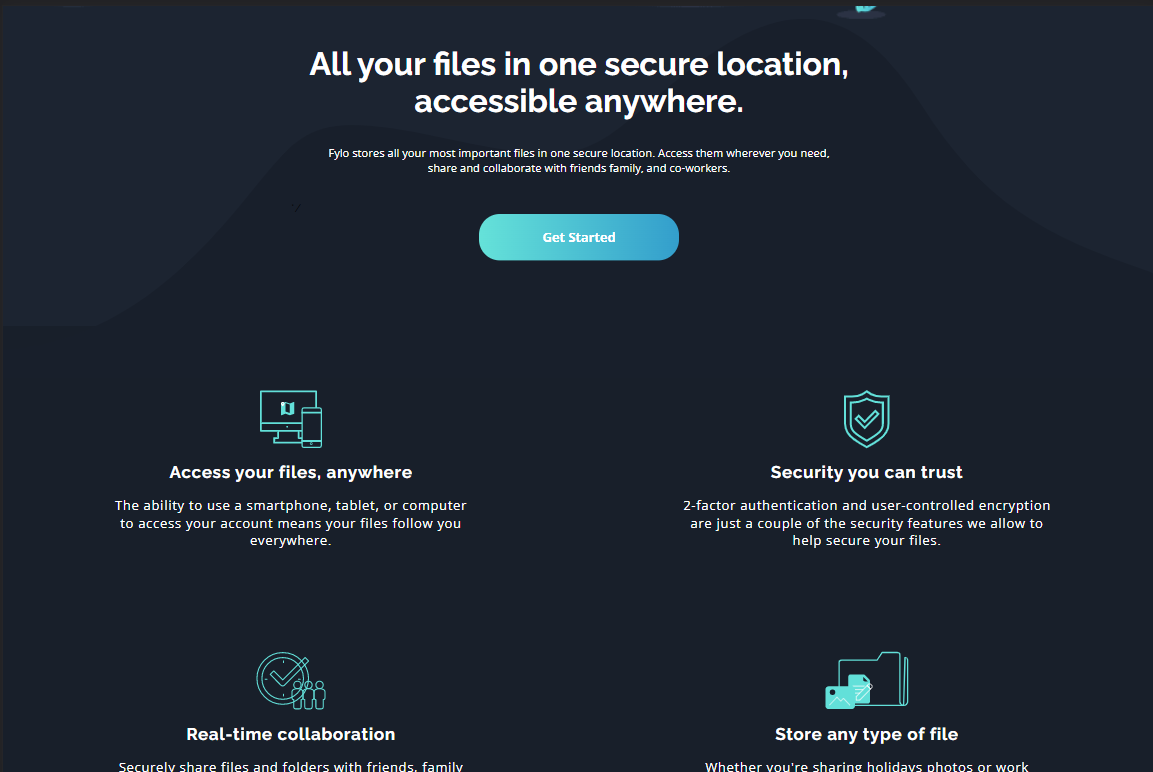 All your files in one secure location,
accessible anywhere.
Fylo stores all your most important files in one secure location. Access them wherever you need,
share and collaborate with friends family, and co-workers.
Get Started
Access your files, anywhere
The ability to use a smartphone, tablet, or computer
to access your account means your files follow you
everywhere.
Security you can trust
2-factor authentication and user-controlled encryption
are just a couple of the security features we allow to
help secure your files.
Real-time collaboration
Securely share files and folders with friends, family
Store any type of file
Whether you're sharing holidays photos or work